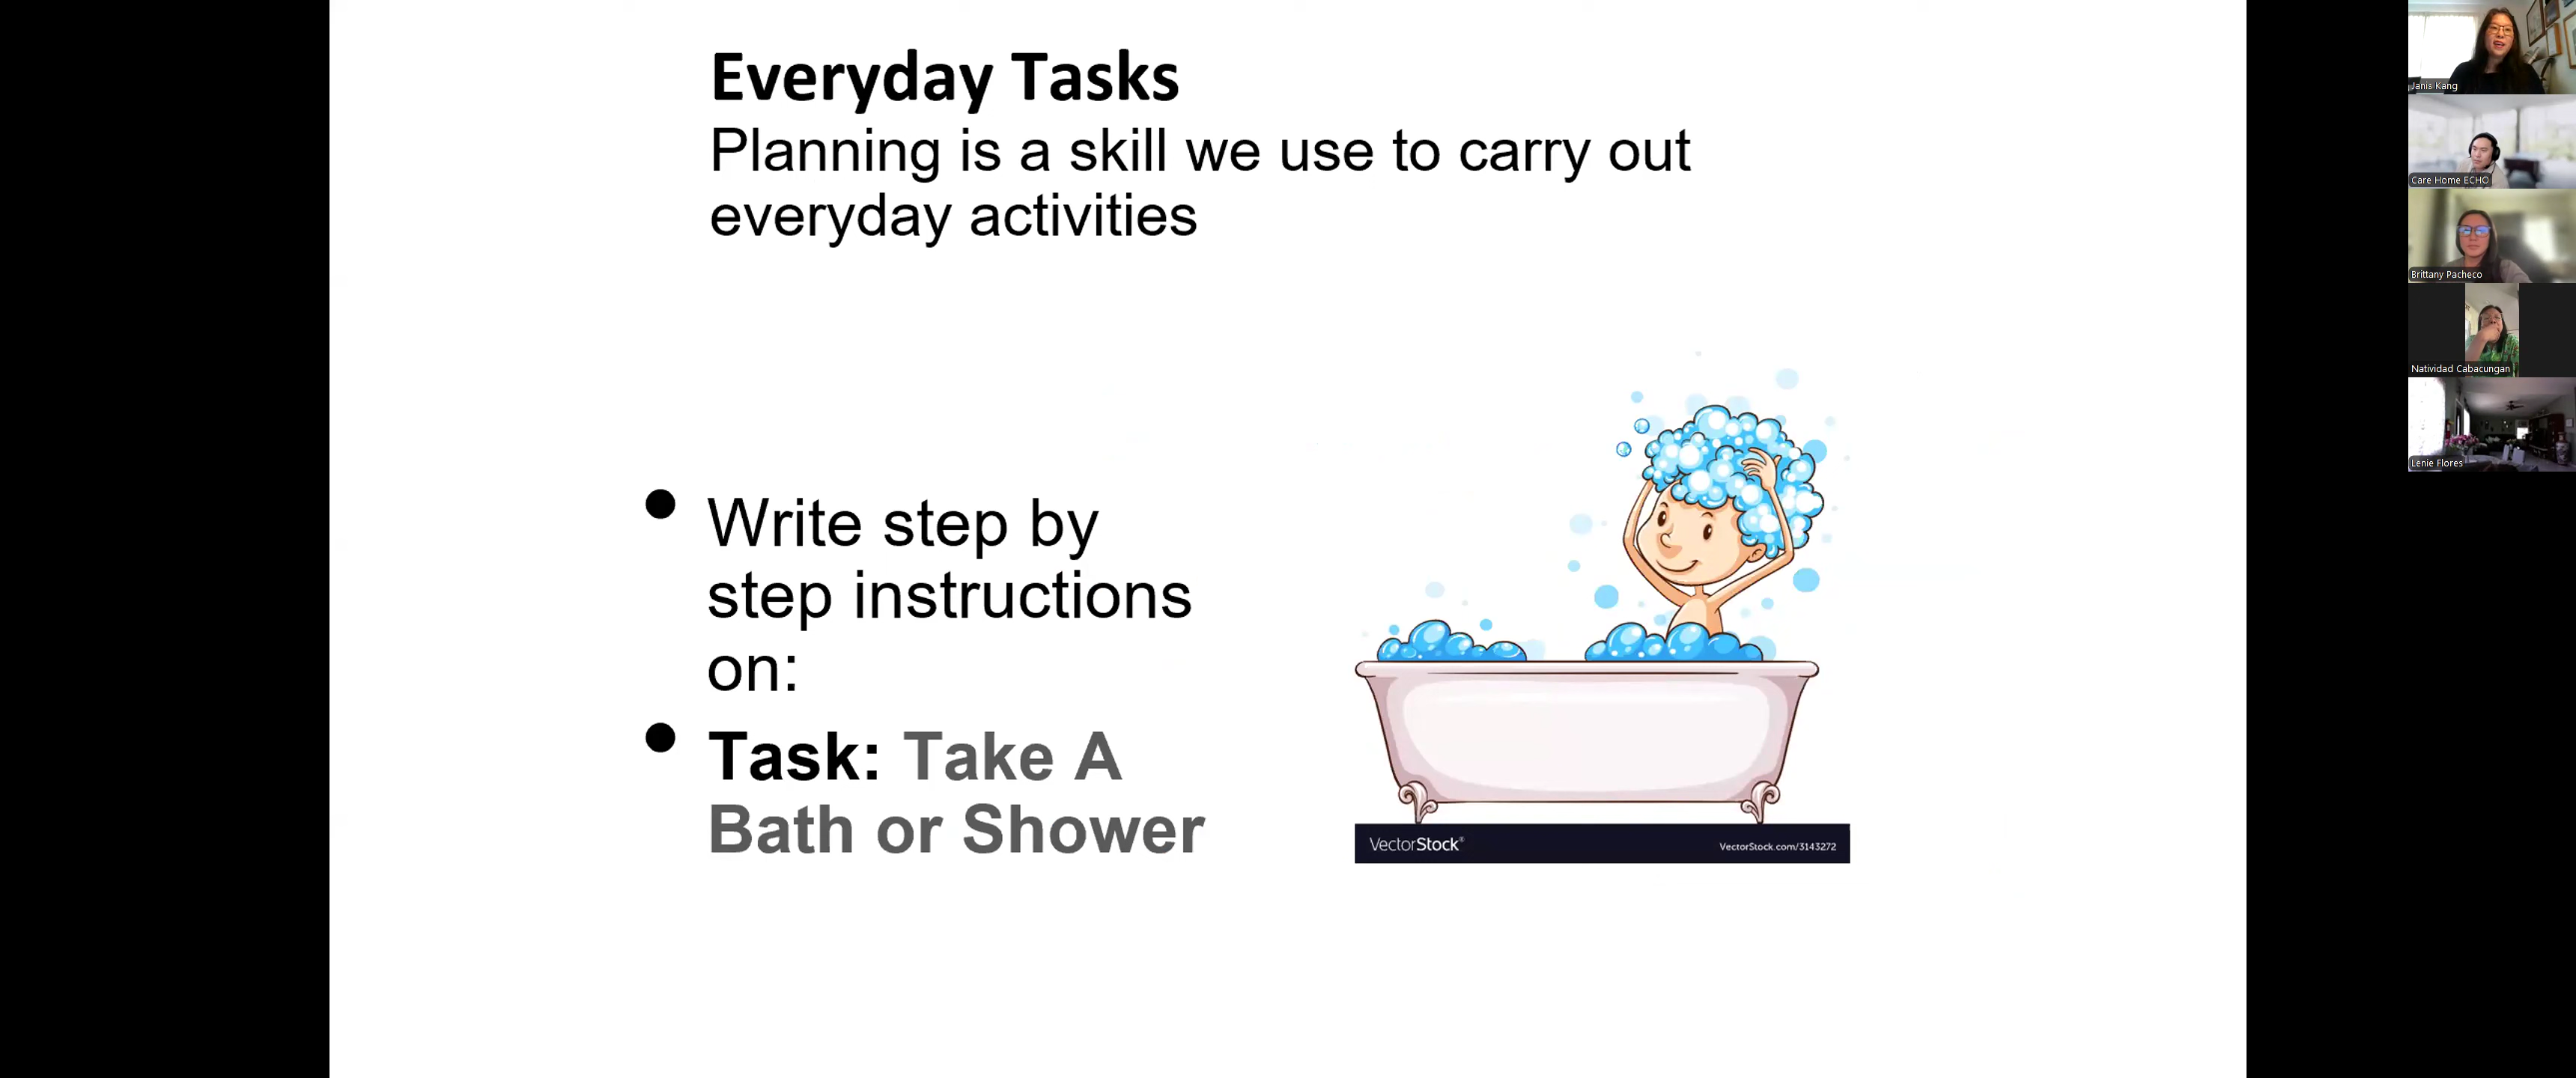 Everyday Tasks
Planning is a skill we use to carry out
everyday activities
• Write step by
step instructions
on:
• Task: Take A
Bath or Shower
VectorStock®
VectorStock.com/3143272
Janis Kang
Care Home ECHO
Brittany Pacheco
Natividad Cabacungan
Lenie Flores